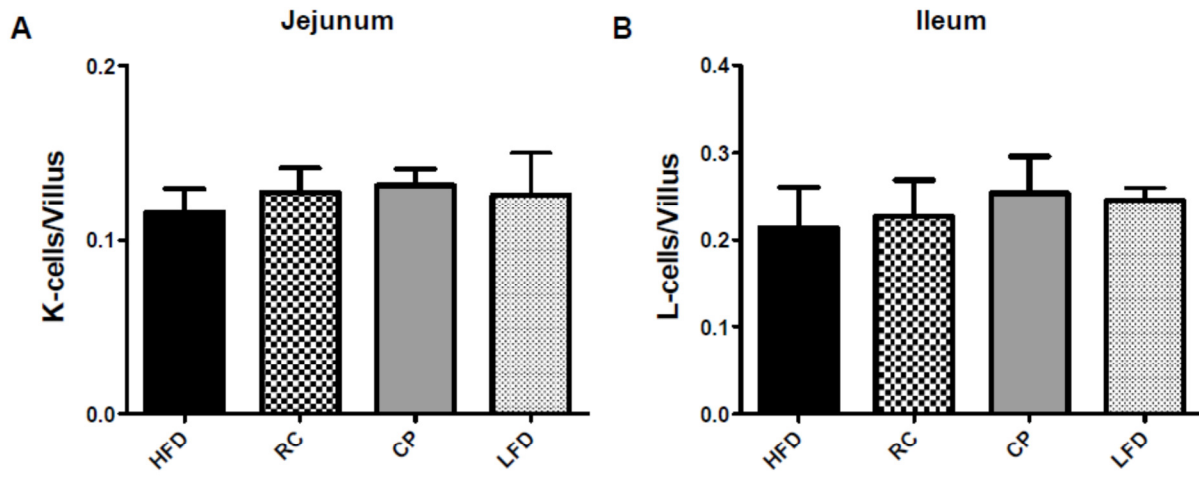 A
Jejunum
K-cells/Villus
0.2
0.1
0.0
HFD
RC
CP
LFD
B
Ileum
L-cells/Villus
0.4
0.3
0.2
0.1
0.0
HFD
RC
CP
LFD